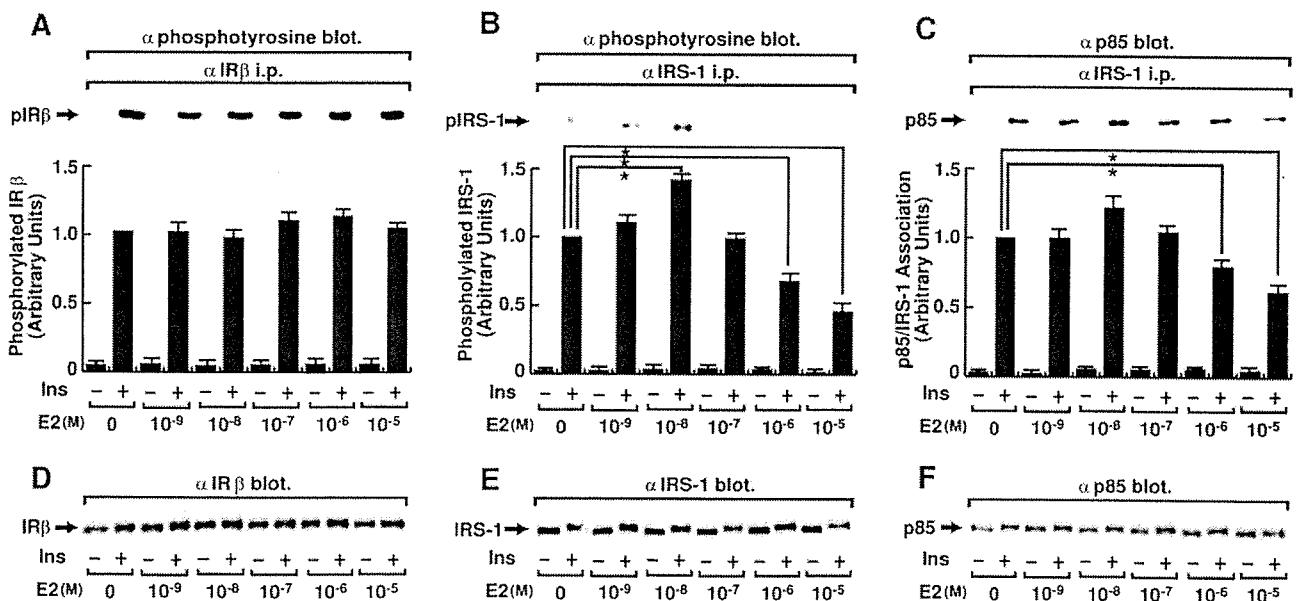 A
α phosphotyrosine blot.
α IRβ i.p.
pIRβ
Phosphorylated IR β
(Arbitrary Units)
1.5
1.0
0.5
0
Ins − + − + − + − + − + − +
E2(M) 0 10-9 10-8 10-7 10-6 10-5
B
α phosphotyrosine blot.
α IRS-1 i.p.
pIRS-1
Phospholylated IRS-1
(Arbitrary Units)
1.5
1.0
0.5
0
*
*
*
Ins − + − + − + − + − + − +
E2(M) 0 10-9 10-8 10-7 10-6 10-5
C
α p85 blot.
α IRS-1 i.p.
p85
p85/IRS-1 Association
(Arbitrary Units)
1.5
1.0
0.5
0
*
*
Ins − + − + − + − + − + − +
E2(M) 0 10-9 10-8 10-7 10-6 10-5
D
α IR β blot.
IRβ
Ins − + − + − + − + − + − +
E2(M) 0 10-9 10-8 10-7 10-6 10-5
E
α IRS-1 blot.
IRS-1
Ins − + − + − + − + − + − +
E2(M) 0 10-9 10-8 10-7 10-6 10-5
F
α p85 blot.
p85
Ins − + − + − + − + − + − +
E2(M) 0 10-9 10-8 10-7 10-6 10-5